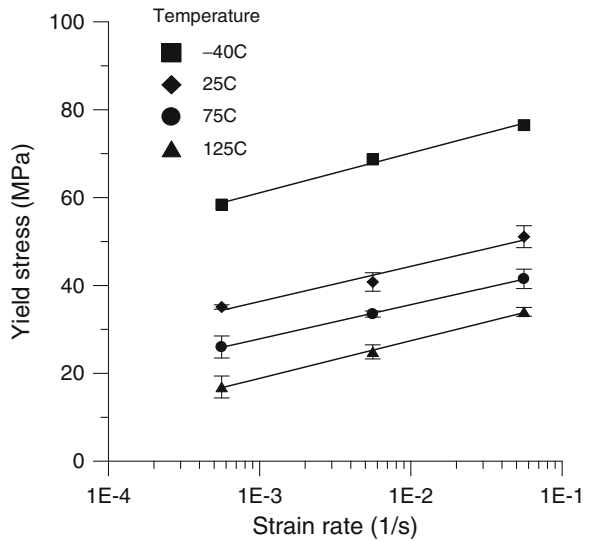 Temperature
−40C
25C
75C
125C
100
80
60
40
20
0
Yield stress (MPa)
1E-4
1E-3
1E-2
1E-1
Strain rate (1/s)